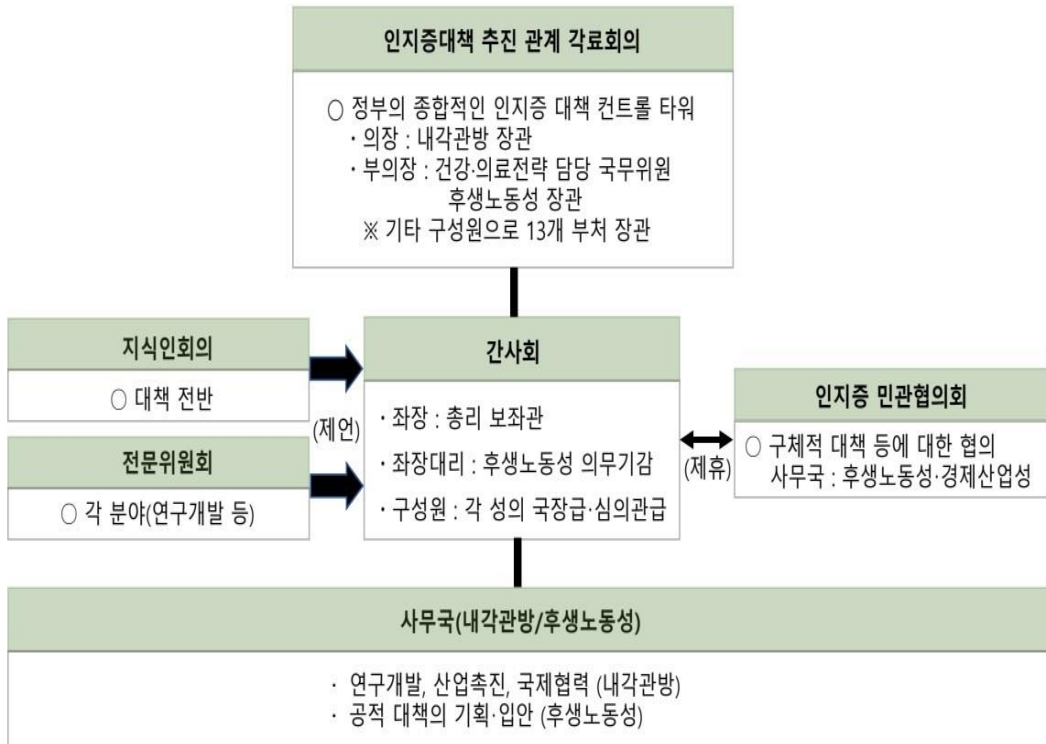 인지증대책 추진 관계 각료회의
○ 정부의 종합적인 인지증 대책 컨트롤 타워
· 의장 : 내각관방 장관
· 부의장 : 건강·의료전략 담당 국무위원
후생노동성 장관
※ 기타 구성원으로 13개 부처 장관
지식인회의
○ 대책 전반
(제언)
전문위원회
○ 각 분야(연구개발 등)
간사회
· 좌장 : 총리 보좌관
· 좌장대리 : 후생노동성 의무기감
· 구성원 : 각 성의 국장급·심의관급
(제휴)
인지증 민관협의회
○ 구체적 대책 등에 대한 협의
사무국 : 후생노동성·경제산업성
사무국(내각관방/후생노동성)
· 연구개발, 산업촉진, 국제협력 (내각관방)
· 공적 대책의 기획·입안 (후생노동성)